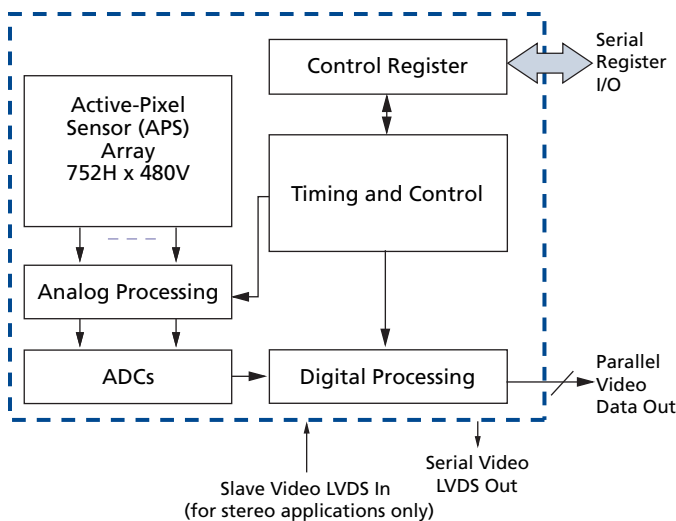 Control Register
Serial
Register
I/O
Active-Pixel
Sensor (APS)
Array
752H x 480V
Timing and Control
Analog Processing
ADCs
Digital Processing
Parallel
Video
Data Out
Slave Video LVDS In
(for stereo applications only)
Serial Video
LVDS Out